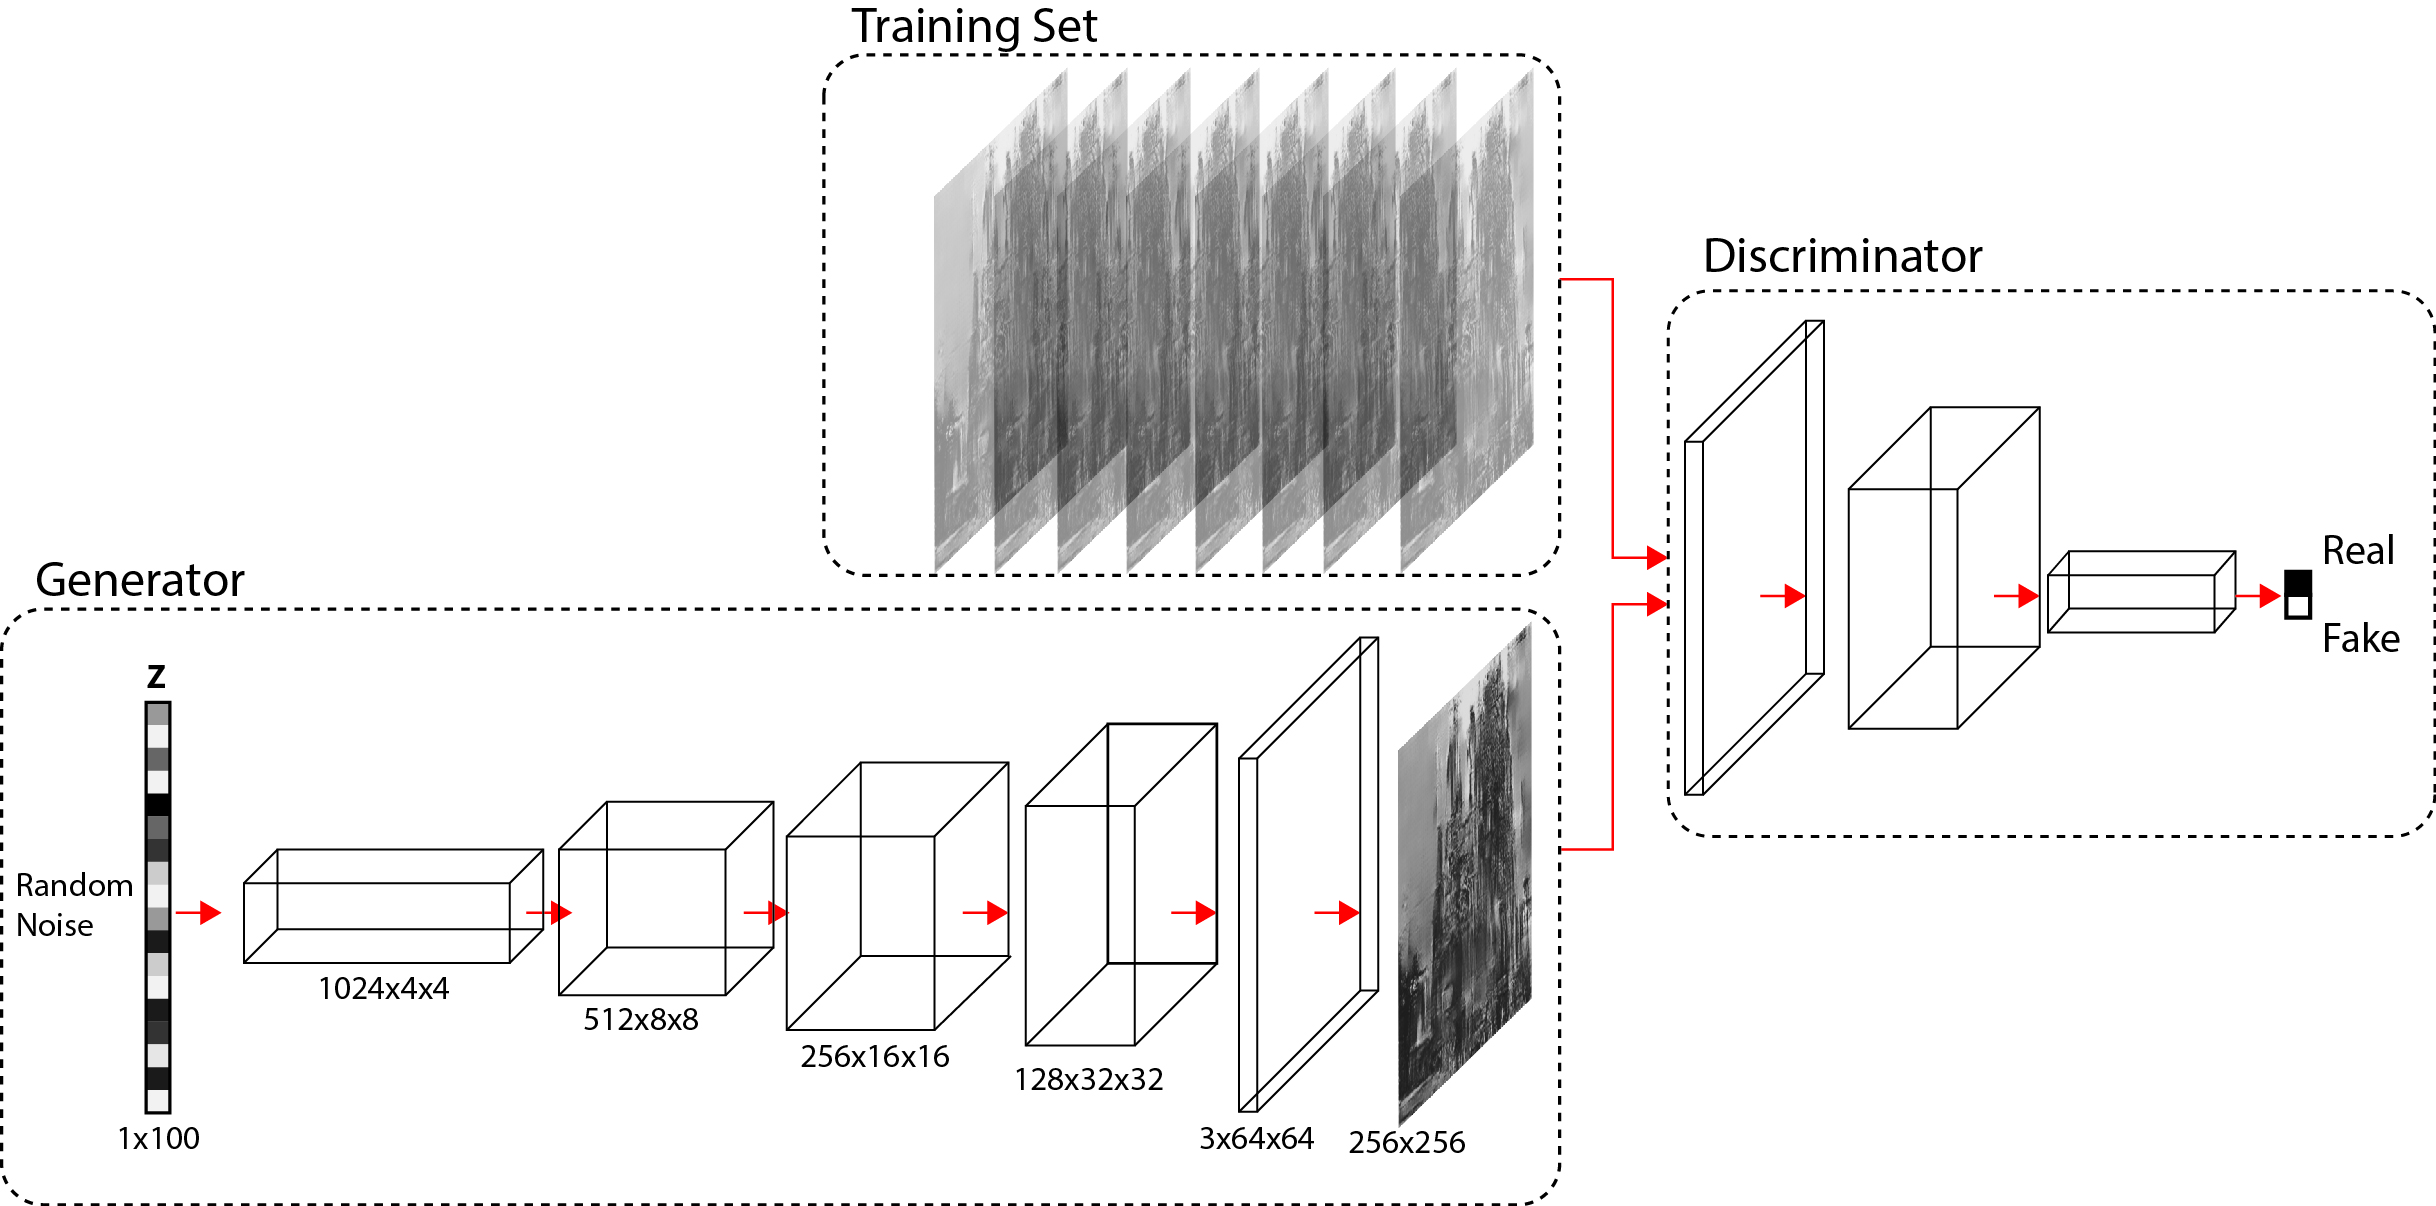 Training Set
Discriminator
Real
Fake
Generator
z
Random
Noise
1x100
1024x4x4
512x8x8
256x16x16
128x32x32
3x64x64
256x256